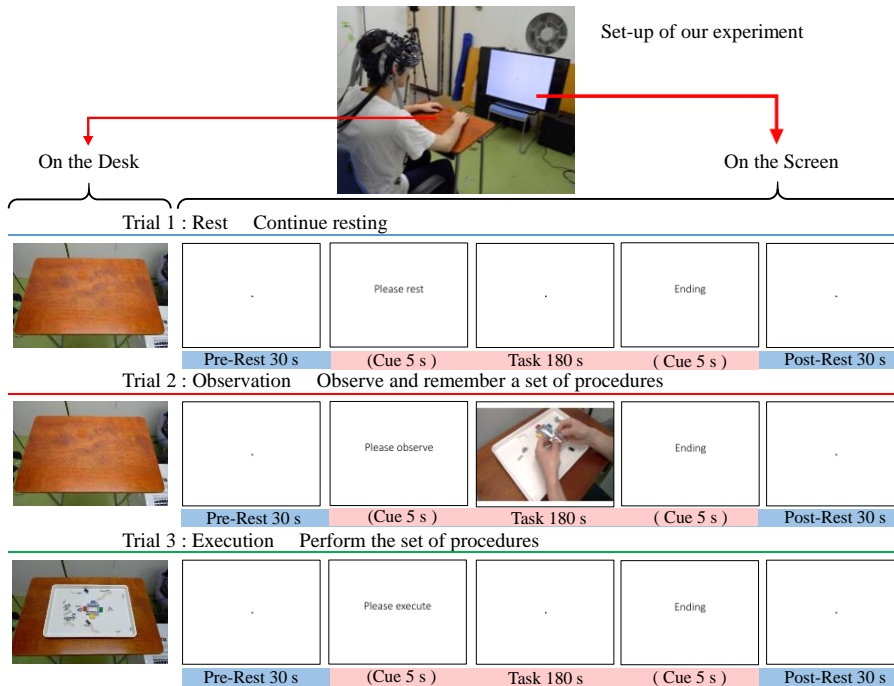 Set-up of our experiment
On the Desk
On the Screen
Trial 1 : Rest Continue resting
Please rest
Ending
Pre-Rest 30 s (Cue 5 s ) Task 180 s ( Cue 5 s ) Post-Rest 30 s
Trial 2 : Observation Observe and remember a set of procedures
Please observe
Ending
Pre-Rest 30 s (Cue 5 s ) Task 180 s ( Cue 5 s ) Post-Rest 30 s
Trial 3 : Execution Perform the set of procedures
Please execute
Ending
Pre-Rest 30 s (Cue 5 s ) Task 180 s ( Cue 5 s ) Post-Rest 30 s